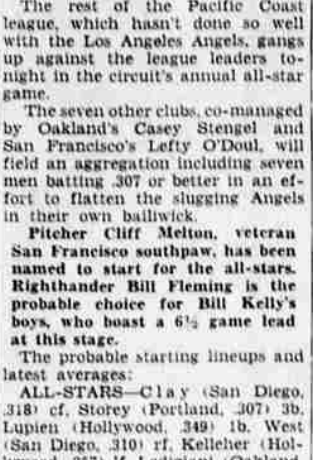 The rest of the Pacific Coast
league, which hasn't done so well
with the Los Angeles Angels, gangs
up against the league leaders to-
night in the circuit's annual all-star
game.
The seven other clubs, co-managed
by Oakland's Casey Stengel and
San Francisco's Lefty O'Doul, will
field an aggregation including seven
men batting .307 or better in an ef-
fort to flatten the slugging Angels
in their own bailiwick.
Pitcher Cliff Melton, veteran
San Francisco southpaw, has been
named to start for the all-stars.
Righthander Bill Fleming is the
probable choice for Bill Kelly's
boys, who boast a 6½ game lead
at this stage.
The probable starting lineups and
latest averages:
ALL-STARS—Clay (San Diego,
.318) cf, Storey (Portland, .307) 3b,
Lupien (Hollywood, .349) 1b, West
(San Diego, .310) rf, Kelleher (Hol-